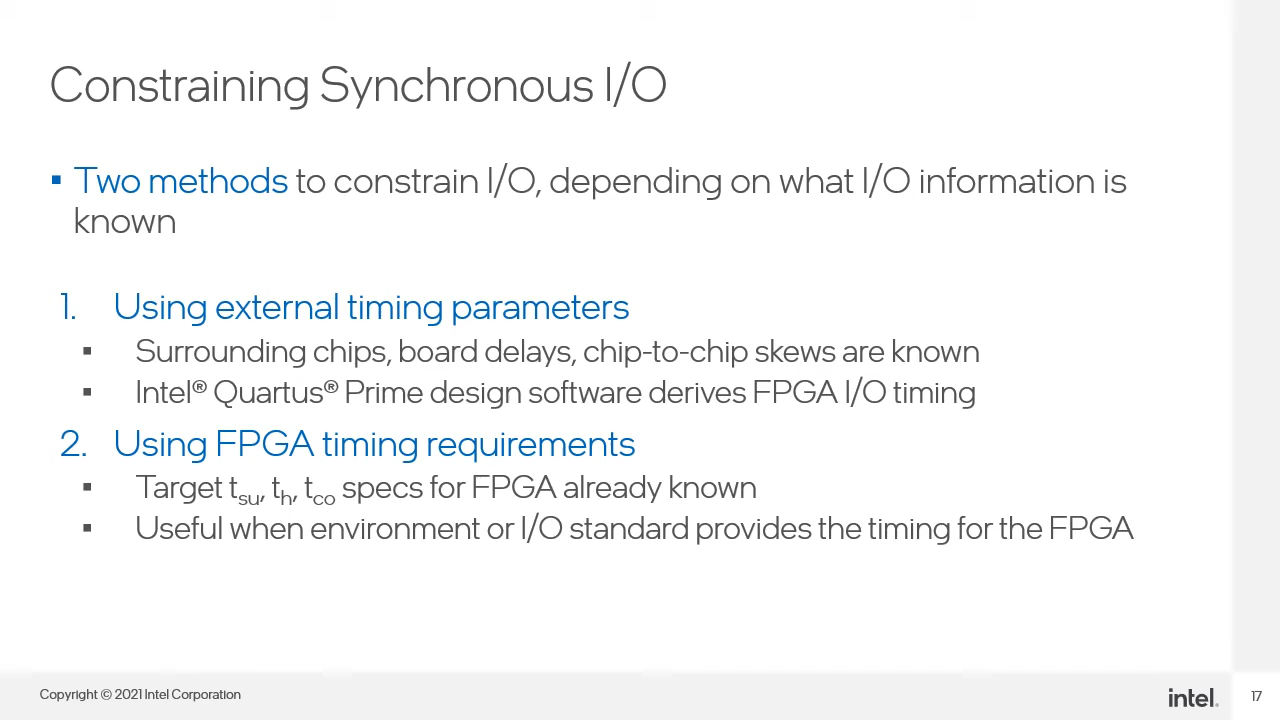 Constraining Synchronous I/O
▪ Two methods to constrain I/O, depending on what I/O information is
known
1. Using external timing parameters
▪ Surrounding chips, board delays, chip-to-chip skews are known
▪ Intel® Quartus® Prime design software derives FPGA I/O timing
2. Using FPGA timing requirements
▪ Target tsu, th, tco specs for FPGA already known
▪ Useful when environment or I/O standard provides the timing for the FPGA
Copyright © 2021 Intel Corporation
intel.
17